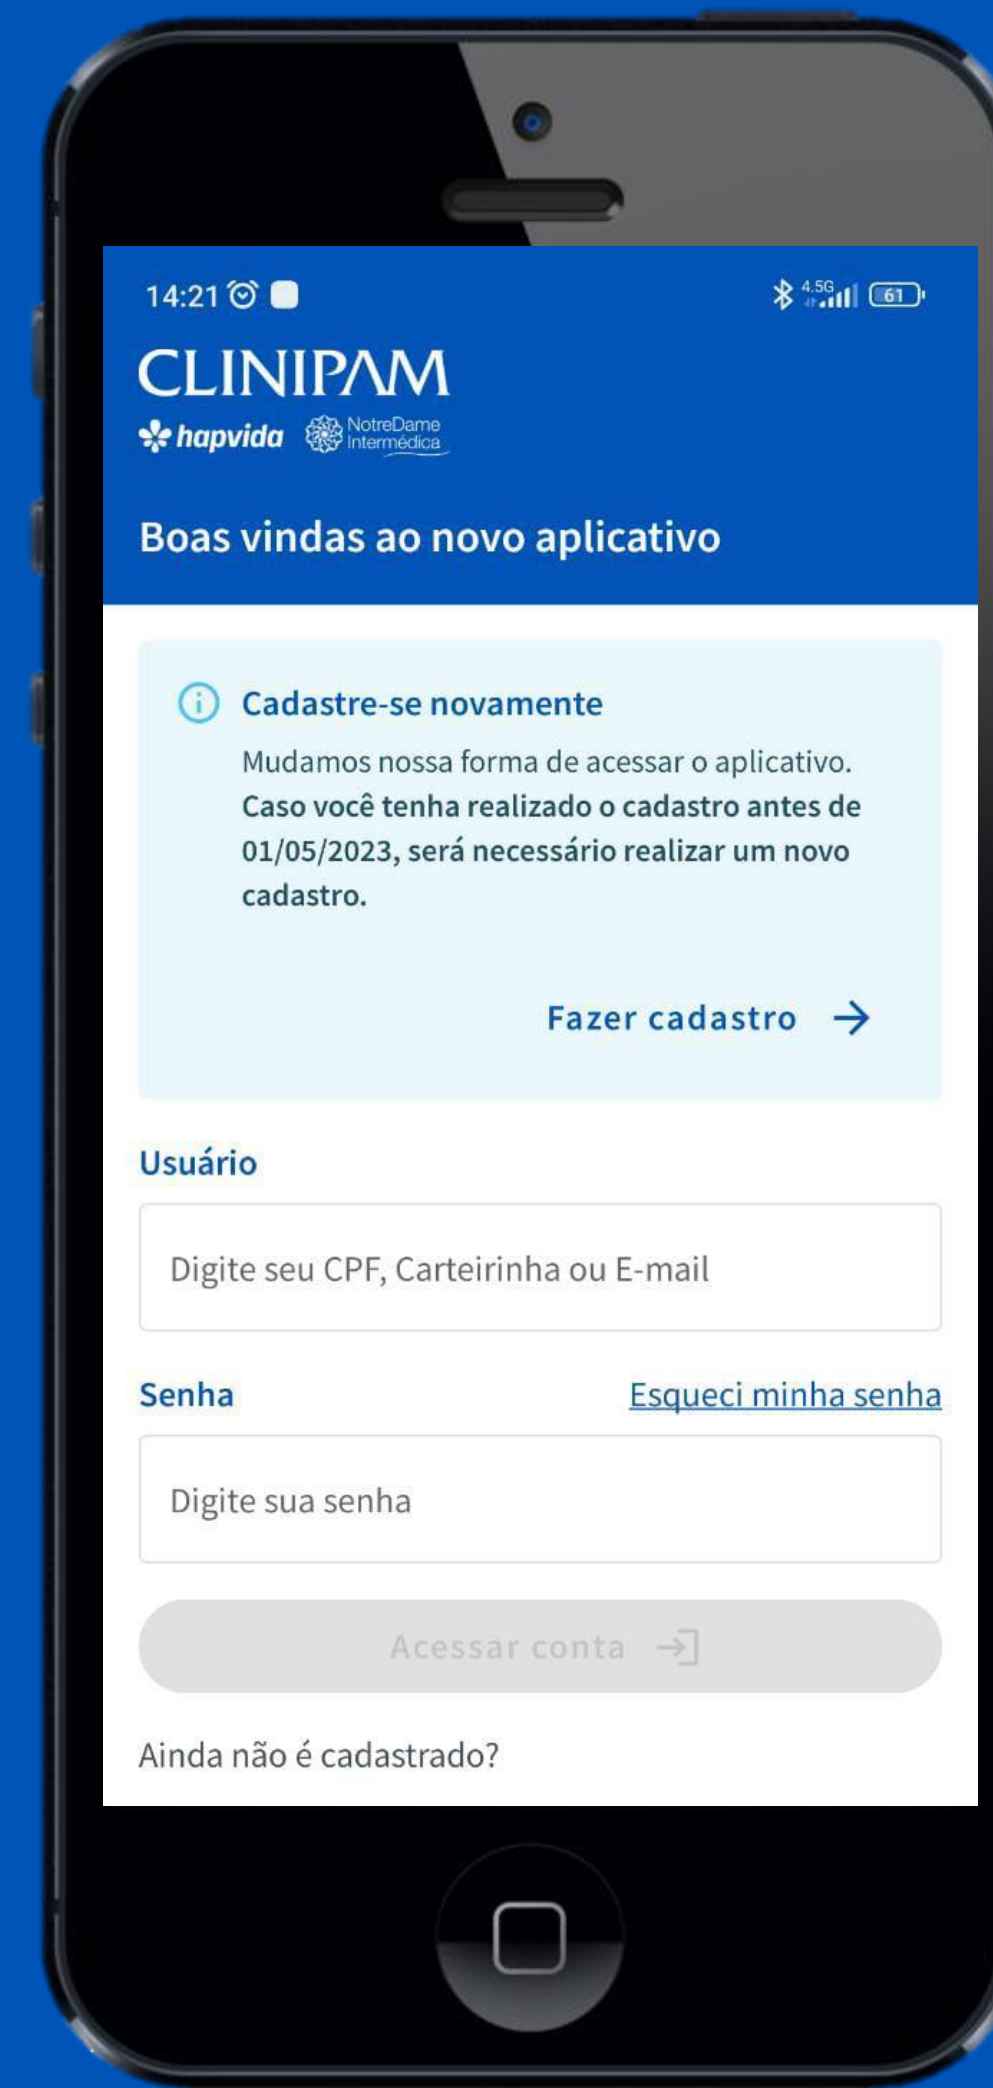 14:21 4.5G 61
CLINIPAM
hapvida NotreDame
Intermédica
Boas vindas ao novo aplicativo
Cadastre-se novamente
Mudamos nossa forma de acessar o aplicativo.
Caso você tenha realizado o cadastro antes de
01/05/2023, será necessário realizar um novo
cadastro.
Fazer cadastro
Usuário
Digite seu CPF, Carteirinha ou E-mail
Senha Esqueci minha senha
Digite sua senha
Acessar conta
Ainda não é cadastrado?